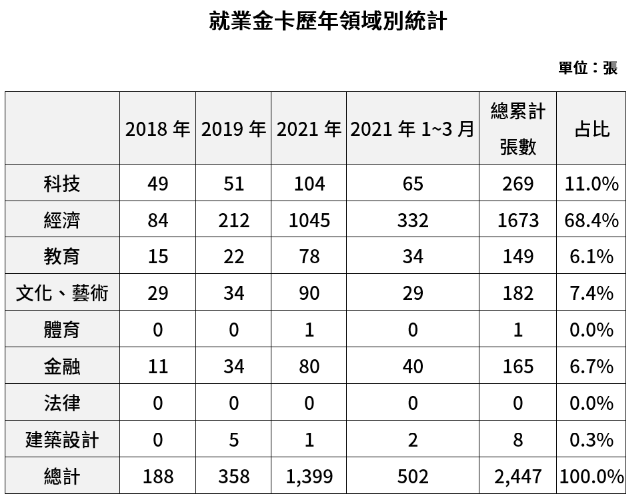 就業金卡歷年領域別統計
單位：張
2018 年 2019 年 2021 年 2021 年 1~3 月 總累計張數 占比
科技 49 51 104 65 269 11.0%
經濟 84 212 1045 332 1673 68.4%
教育 15 22 78 34 149 6.1%
文化、藝術 29 34 90 29 182 7.4%
體育 0 0 1 0 1 0.0%
金融 11 34 80 40 165 6.7%
法律 0 0 0 0 0 0.0%
建築設計 0 5 1 2 8 0.3%
總計 188 358 1,399 502 2,447 100.0%